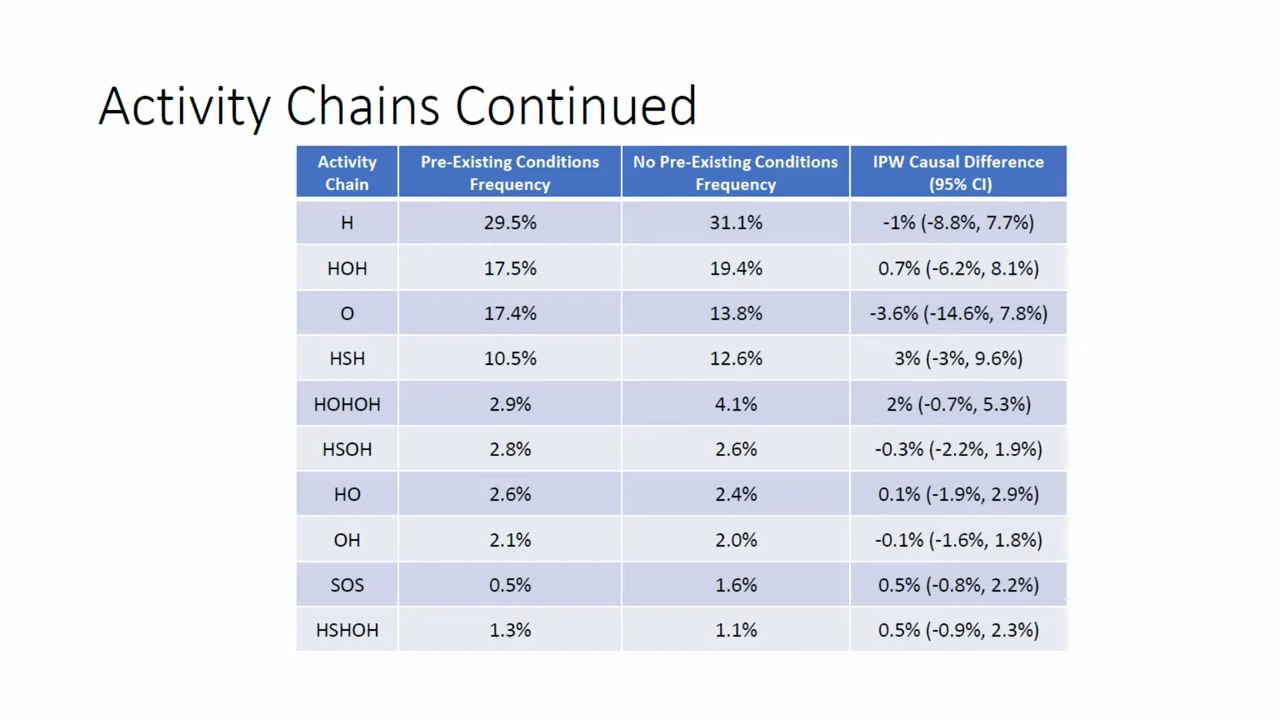 Activity Chains Continued
Activity Chain Pre-Existing Conditions Frequency No Pre-Existing Conditions Frequency IPW Causal Difference (95% CI)
H 29.5% 31.1% -1% (-8.8%, 7.7%)
HOH 17.5% 19.4% 0.7% (-6.2%, 8.1%)
O 17.4% 13.8% -3.6% (-14.6%, 7.8%)
HSH 10.5% 12.6% 3% (-3%, 9.6%)
HOHOH 2.9% 4.1% 2% (-0.7%, 5.3%)
HSOH 2.8% 2.6% -0.3% (-2.2%, 1.9%)
HO 2.6% 2.4% 0.1% (-1.9%, 2.9%)
OH 2.1% 2.0% -0.1% (-1.6%, 1.8%)
SOS 0.5% 1.6% 0.5% (-0.8%, 2.2%)
HSHOH 1.3% 1.1% 0.5% (-0.9%, 2.3%)